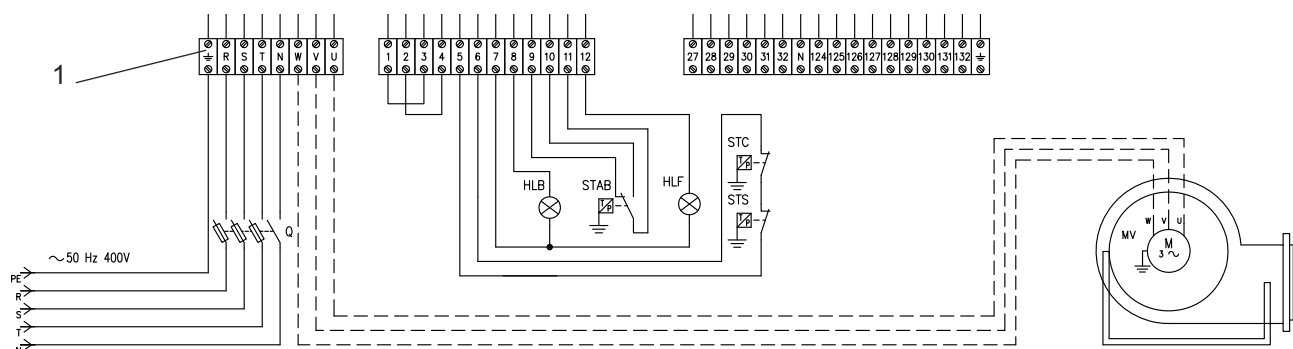 1
⏚ R S T N W V U
1 2 3 4 5 6 7 8 9 10 11 12
27 28 29 30 31 32 N 124 125 126 127 128 129 130 131 132 ⏚
STC
T/P
HLB
STAB
HLF
T/P
STS
T/P
W V U
MV
M
3 ~
Q
~50 Hz 400V
PE
R
S
T
N